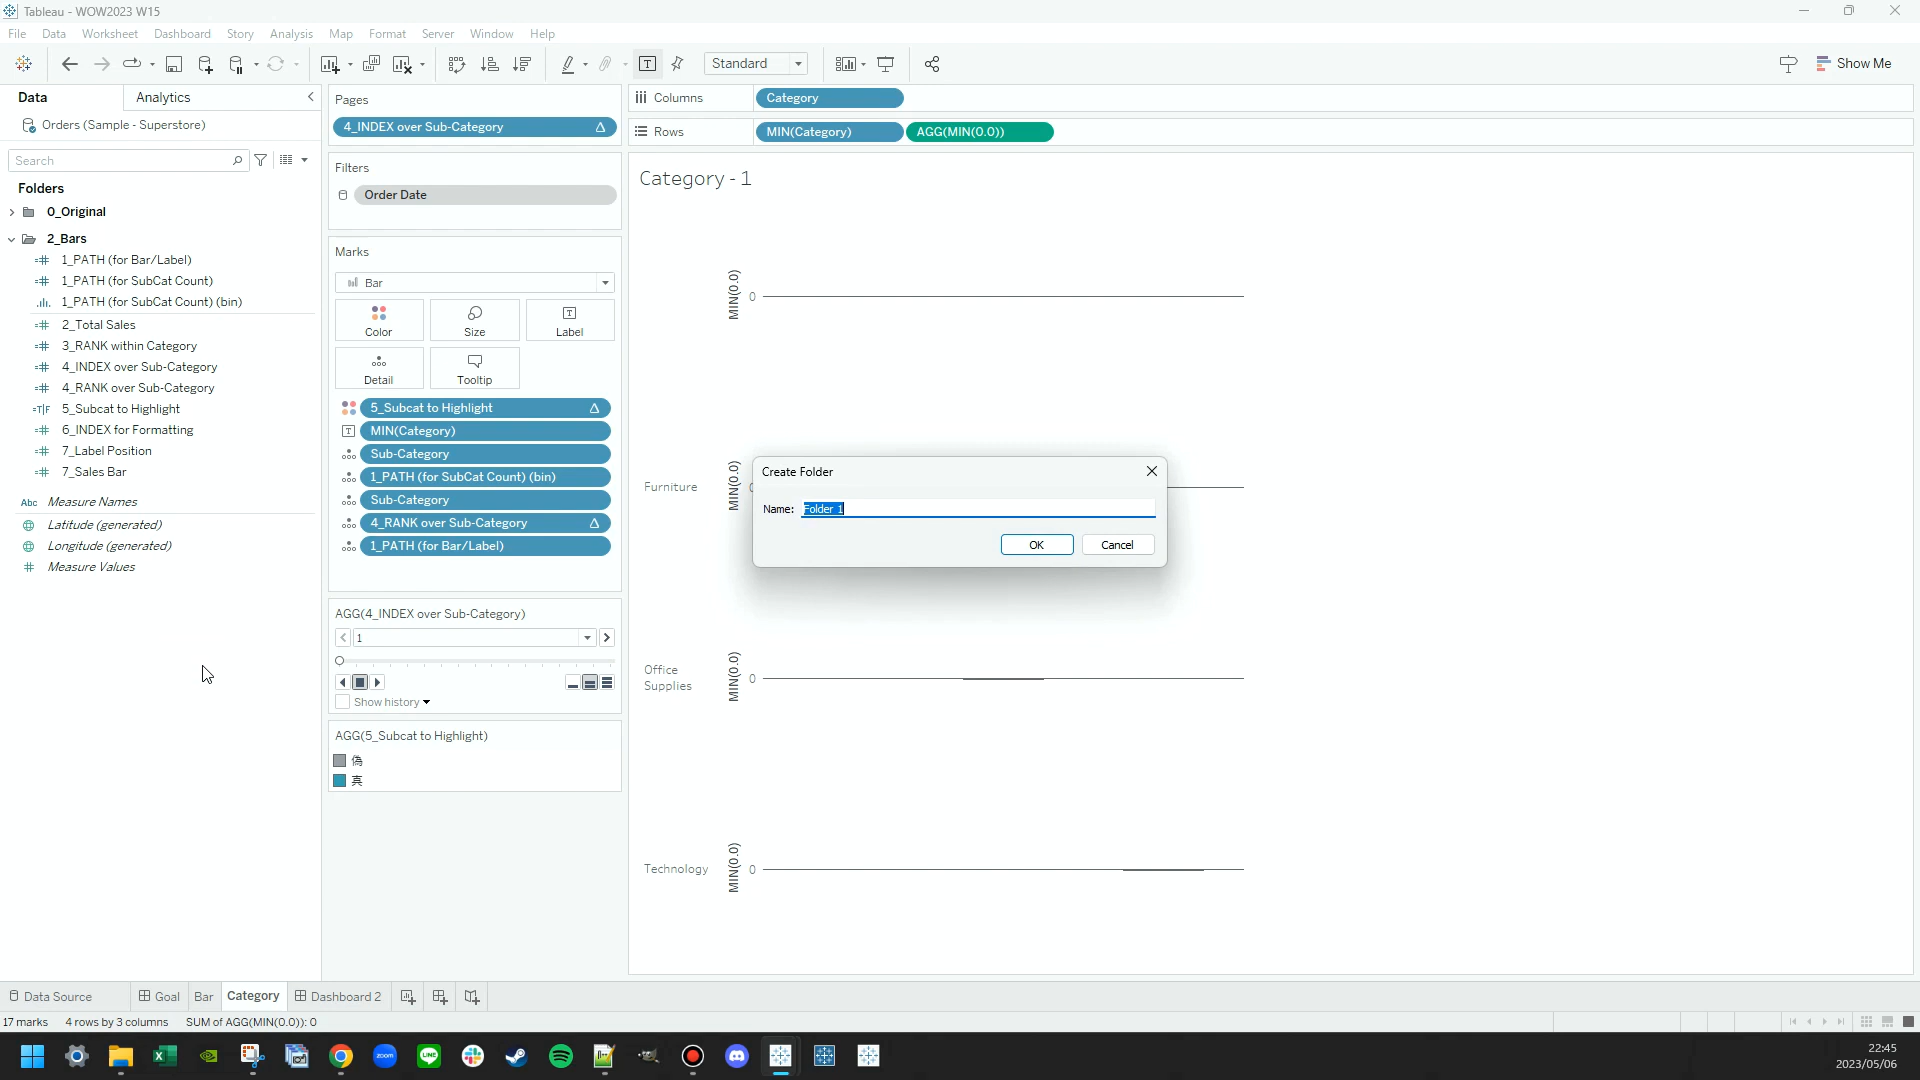 Tableau - WOW2023 W15
File Data Worksheet Dashboard Story Analysis Map Format Server Window Help
Standard
Show Me
Data Analytics
Orders (Sample - Superstore)
Search
Folders
0_Original
2_Bars
1_PATH (for Bar/Label)
1_PATH (for SubCat Count)
1_PATH (for SubCat Count) (bin)
2_Total Sales
3_RANK within Category
4_INDEX over Sub-Category
4_RANK over Sub-Category
5_Subcat to Highlight
6_INDEX for Formatting
7_Label Position
7_Sales Bar
Abc Measure Names
Latitude (generated)
Longitude (generated)
Measure Values
Pages
4_INDEX over Sub-Category
Filters
Order Date
Marks
Bar
Color Size Label
Detail Tooltip
5_Subcat to Highlight
MIN(Category)
Sub-Category
1_PATH (for SubCat Count) (bin)
Sub-Category
4_RANK over Sub-Category
1_PATH (for Bar/Label)
AGG(4_INDEX over Sub-Category)
1
Show history
AGG(5_Subcat to Highlight)
偽
真
Columns Category
Rows MIN(Category) AGG(MIN(0.0))
Category - 1
MIN(0.0) 0
Furniture MIN(0.0)
Office
Supplies
MIN(0.0) 0
Technology MIN(0.0) 0
Create Folder
Name: Folder 1
OK Cancel
Data Source Goal Bar Category Dashboard 2
17 marks 4 rows by 3 columns SUM of AGG(MIN(0.0)): 0
zoom
LINE
22:45
2023/05/06